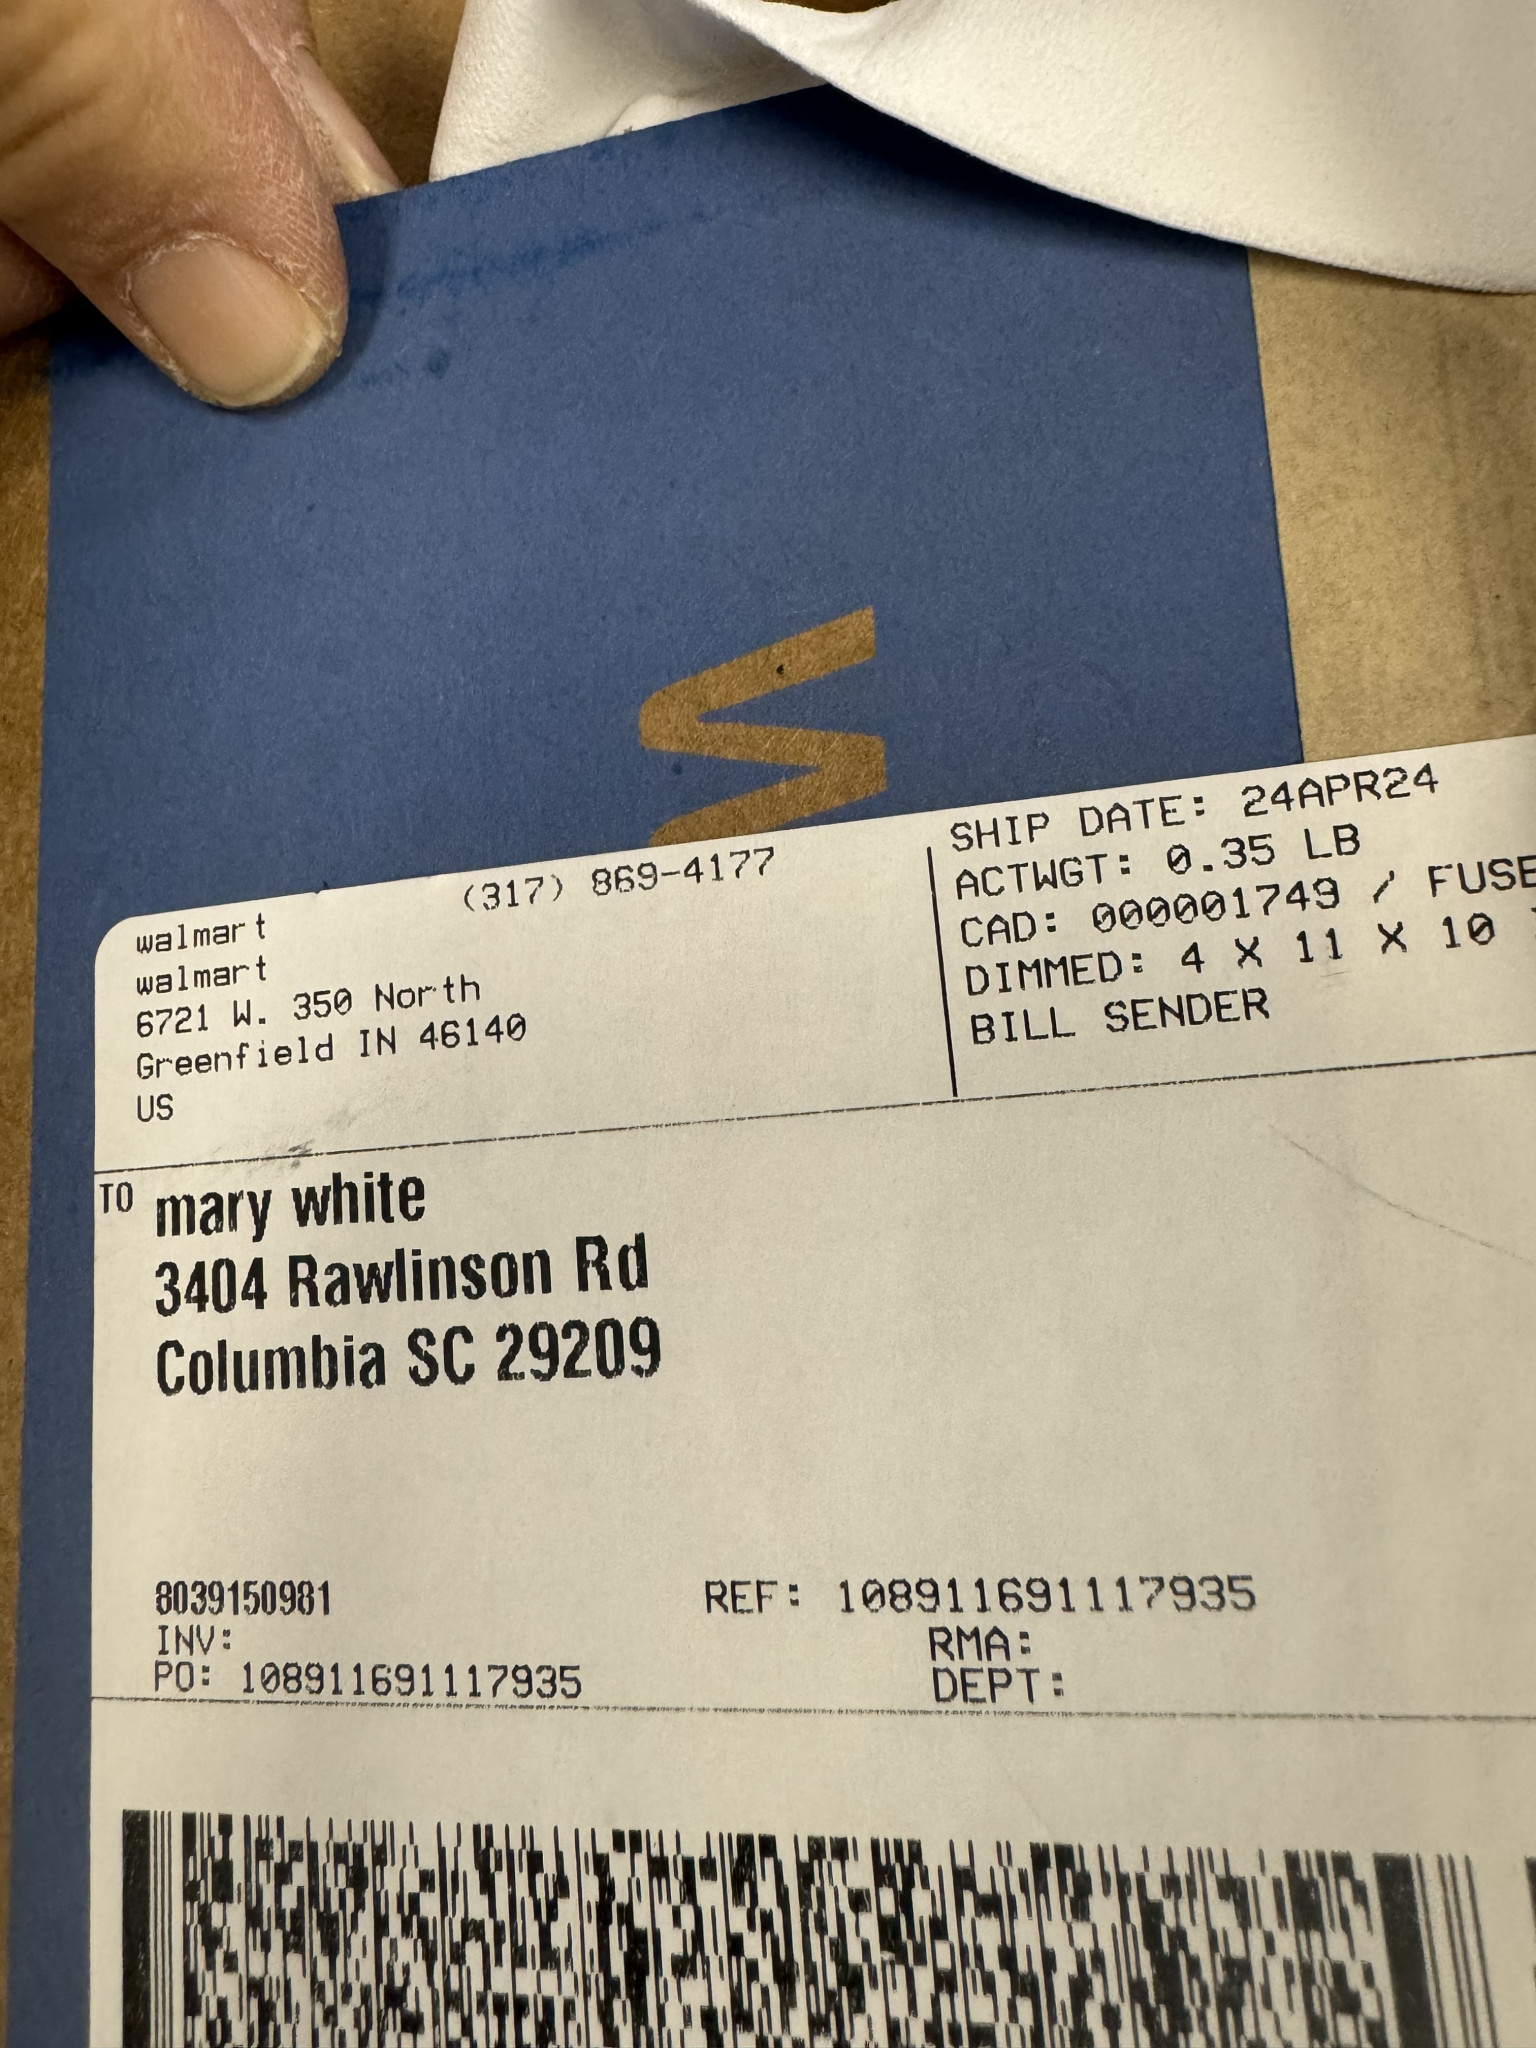 W
(317) 869-4177
walmart
walmart
6721 W. 350 North
Greenfield IN 46140
US
SHIP DATE: 24APR24
ACTWGT: 0.35 LB
CAD: 000001749 / FUSE
DIMMED: 4 X 11 X 10
BILL SENDER
TO mary white
3404 Rawlinson Rd
Columbia SC 29209
8039150981
REF: 108911691117935
INV:
RMA:
PO: 108911691117935
DEPT: